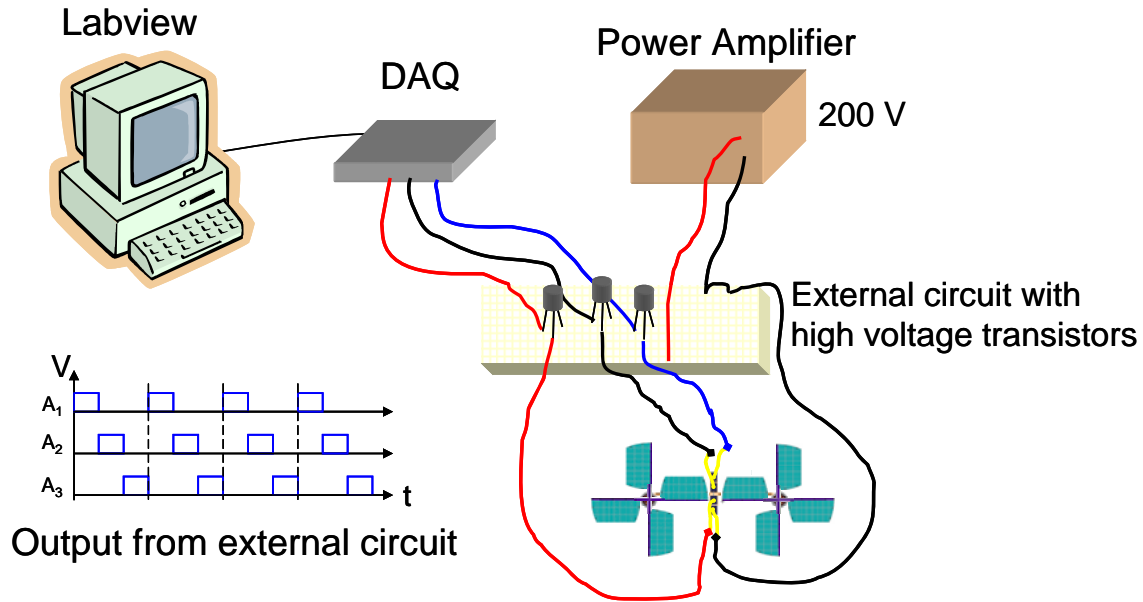 Labview
DAQ
Power Amplifier
200 V
External circuit with
high voltage transistors
V
A1
A2
A3
t
Output from external circuit